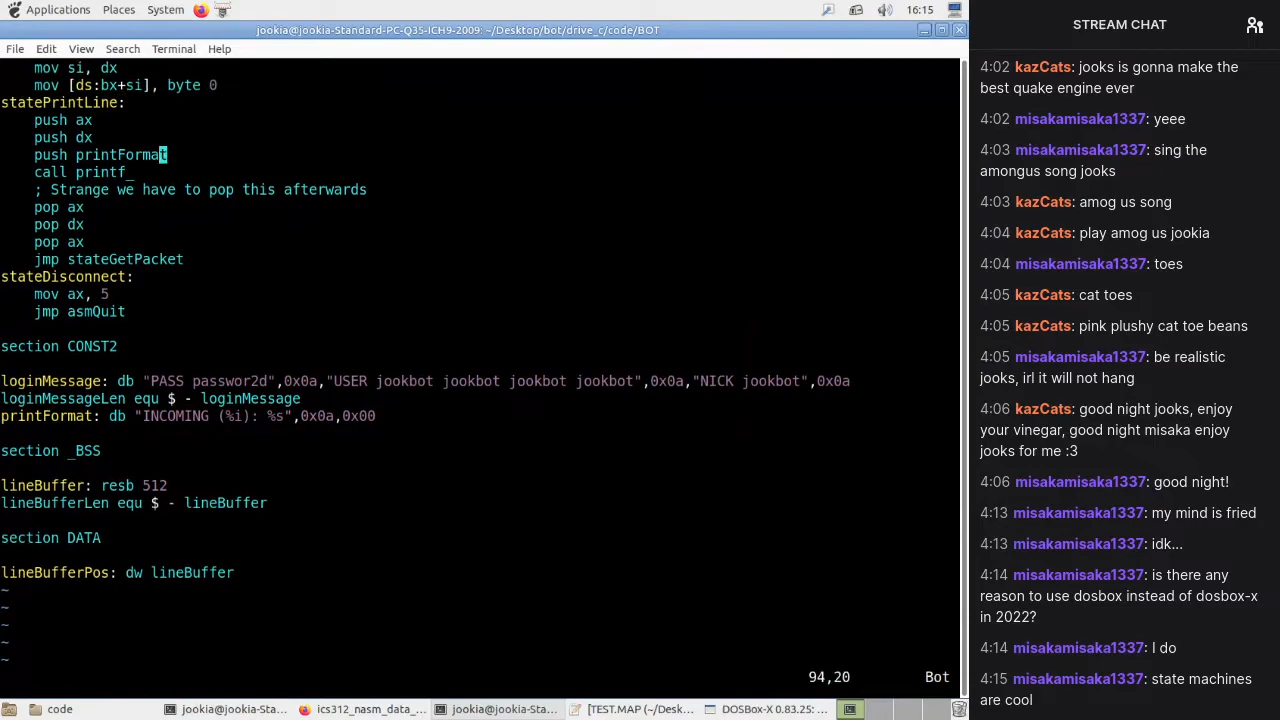 Applications Places System 16:15
jookia@jookia-Standard-PC-Q35-ICH9-2009: ~/Desktop/bot/drive_c/code/BOT
File Edit View Search Terminal Help
mov si, dx
mov [ds:bx+si], byte 0
statePrintLine:
push ax
push dx
push printFormat
call printf_
; Strange we have to pop this afterwards
pop ax
pop dx
pop ax
jmp stateGetPacket
stateDisconnect:
mov ax, 5
jmp asmQuit
section CONST2
loginMessage: db "PASS passwor2d",0x0a,"USER jookbot jookbot jookbot jookbot",0x0a,"NICK jookbot",0x0a
loginMessageLen equ $ - loginMessage
printFormat: db "INCOMING (%i): %s",0x0a,0x00
section _BSS
lineBuffer: resb 512
lineBufferLen equ $ - lineBuffer
section DATA
lineBufferPos: dw lineBuffer
~
~
~
~
~
94,20 Bot
code jookia@jookia-Sta... ics312_nasm_data_... jookia@jookia-Sta... [TEST.MAP (~/Desk... DOSBox-X 0.83.25: ...
STREAM CHAT
4:02 kazCats: jooks is gonna make the
best quake engine ever
4:02 misakamisaka1337: yeee
4:03 misakamisaka1337: sing the
amongus song jooks
4:03 kazCats: amog us song
4:04 kazCats: play amog us jookia
4:04 misakamisaka1337: toes
4:05 kazCats: cat toes
4:05 kazCats: pink plushy cat toe beans
4:05 misakamisaka1337: be realistic
jooks, irl it will not hang
4:06 kazCats: good night jooks, enjoy
your vinegar, good night misaka enjoy
jooks for me :3
4:06 misakamisaka1337: good night!
4:13 misakamisaka1337: my mind is fried
4:13 misakamisaka1337: idk...
4:14 misakamisaka1337: is there any
reason to use dosbox instead of dosbox-x
in 2022?
4:14 misakamisaka1337: I do
4:15 misakamisaka1337: state machines
are cool